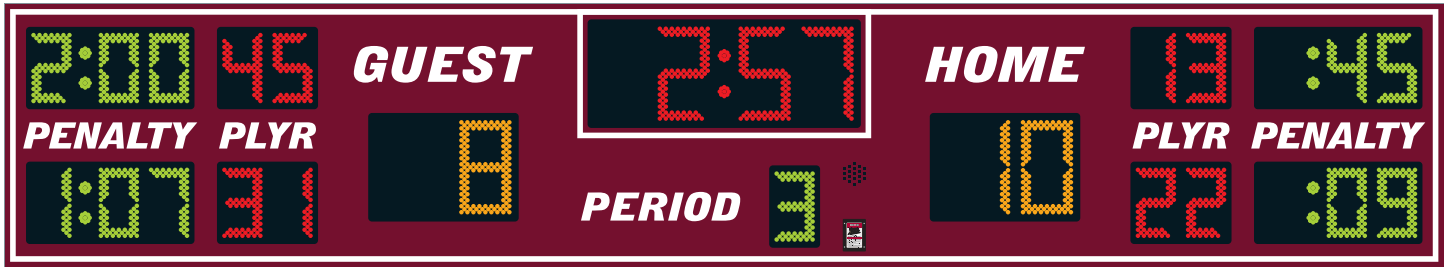 2:00 45 GUEST 2:57 HOME 13 :45
PENALTY PLYR 8 10 PLYR PENALTY
1:07 31 PERIOD 3 22 :09